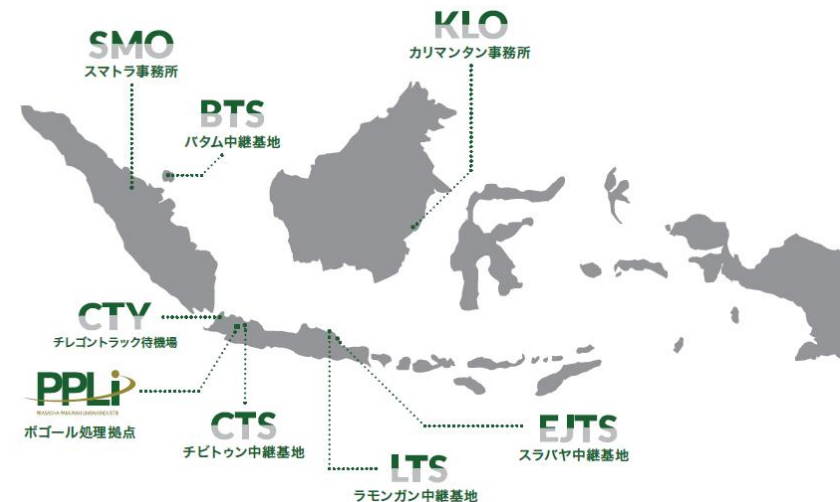 KLO
カリマンタン事務所
SMO
スマトラ事務所
BTS
バタム中継基地
CTY
チレゴントラック待機場
PPLi
ボゴール処理拠点
CTS
チビトゥン中継基地
EJTS
スラバヤ中継基地
LTS
ラモンガン中継基地